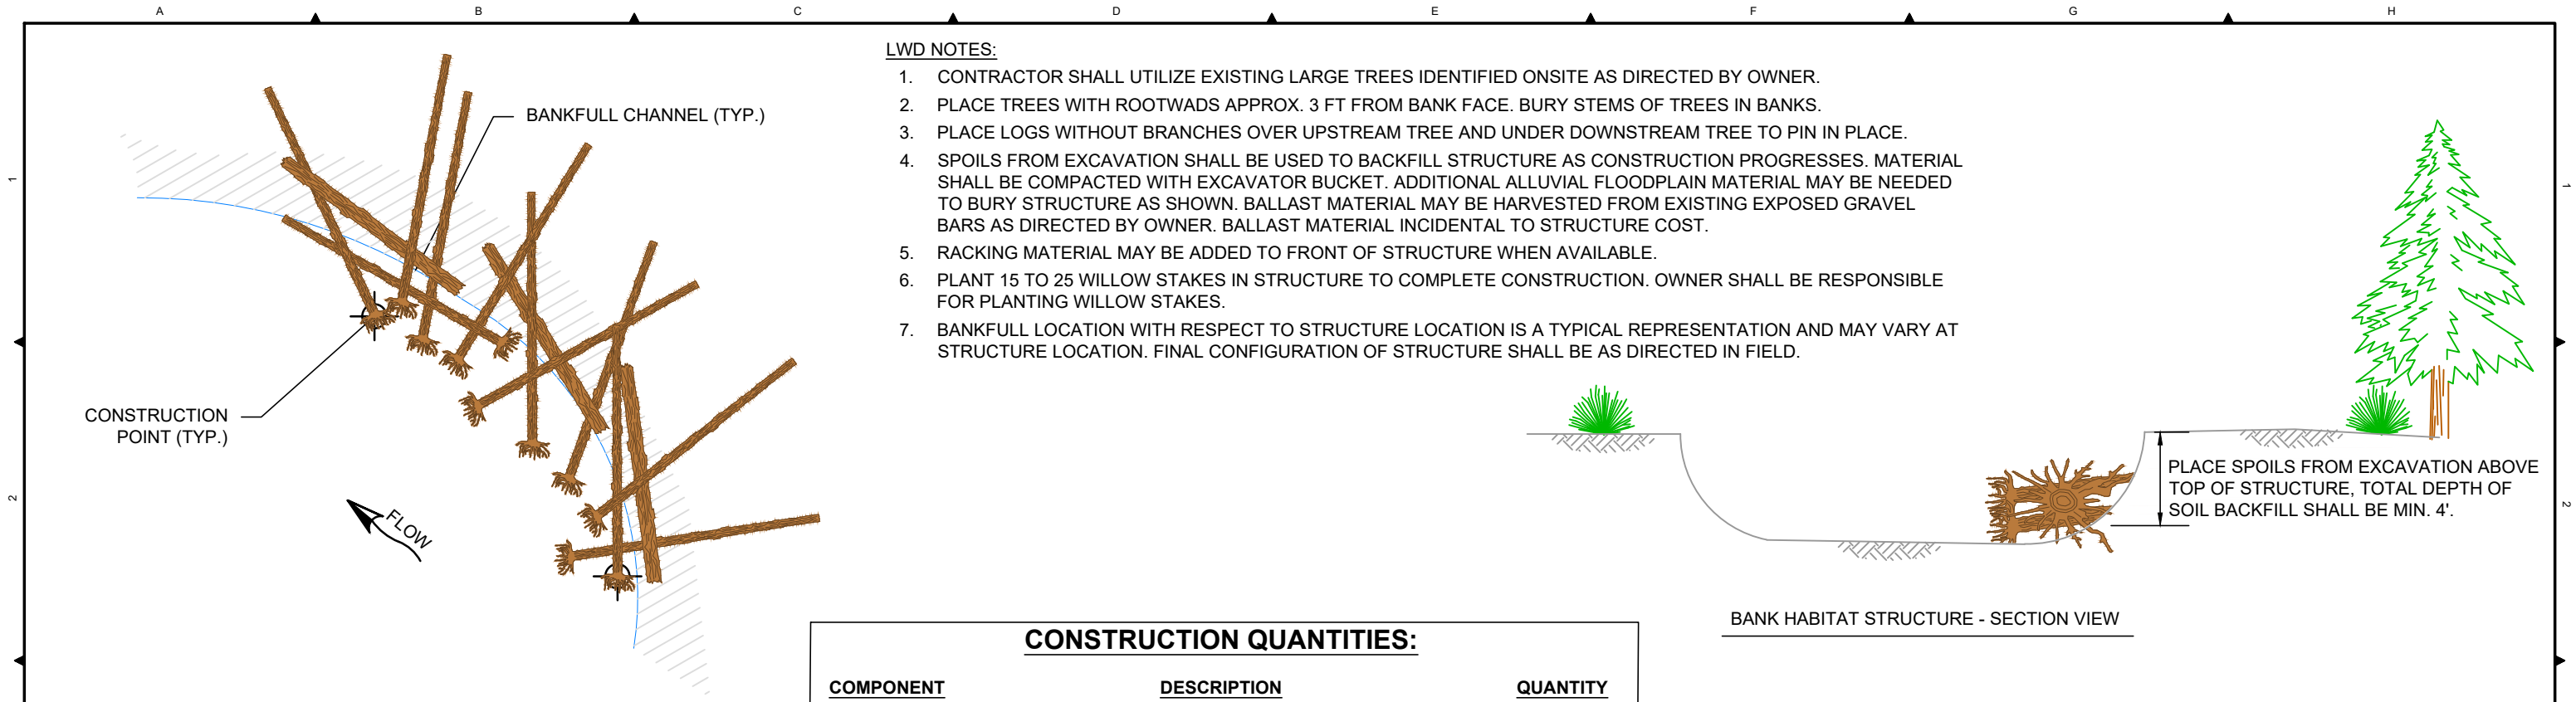 A B C D E F G H
LWD NOTES:
1. CONTRACTOR SHALL UTILIZE EXISTING LARGE TREES IDENTIFIED ONSITE AS DIRECTED BY OWNER.
2. PLACE TREES WITH ROOTWADS APPROX. 3 FT FROM BANK FACE. BURY STEMS OF TREES IN BANKS.
3. PLACE LOGS WITHOUT BRANCHES OVER UPSTREAM TREE AND UNDER DOWNSTREAM TREE TO PIN IN PLACE.
4. SPOILS FROM EXCAVATION SHALL BE USED TO BACKFILL STRUCTURE AS CONSTRUCTION PROGRESSES. MATERIAL
SHALL BE COMPACTED WITH EXCAVATOR BUCKET. ADDITIONAL ALLUVIAL FLOODPLAIN MATERIAL MAY BE NEEDED
TO BURY STRUCTURE AS SHOWN. BALLAST MATERIAL MAY BE HARVESTED FROM EXISTING EXPOSED GRAVEL
BARS AS DIRECTED BY OWNER. BALLAST MATERIAL INCIDENTAL TO STRUCTURE COST.
5. RACKING MATERIAL MAY BE ADDED TO FRONT OF STRUCTURE WHEN AVAILABLE.
6. PLANT 15 TO 25 WILLOW STAKES IN STRUCTURE TO COMPLETE CONSTRUCTION. OWNER SHALL BE RESPONSIBLE
FOR PLANTING WILLOW STAKES.
7. BANKFULL LOCATION WITH RESPECT TO STRUCTURE LOCATION IS A TYPICAL REPRESENTATION AND MAY VARY AT
STRUCTURE LOCATION. FINAL CONFIGURATION OF STRUCTURE SHALL BE AS DIRECTED IN FIELD.
BANKFULL CHANNEL (TYP.)
1
1
CONSTRUCTION
POINT (TYP.)
FLOW
2
2
PLACE SPOILS FROM EXCAVATION ABOVE
TOP OF STRUCTURE, TOTAL DEPTH OF
SOIL BACKFILL SHALL BE MIN. 4'.
BANK HABITAT STRUCTURE - SECTION VIEW
CONSTRUCTION QUANTITIES:
COMPONENT DESCRIPTION QUANTITY